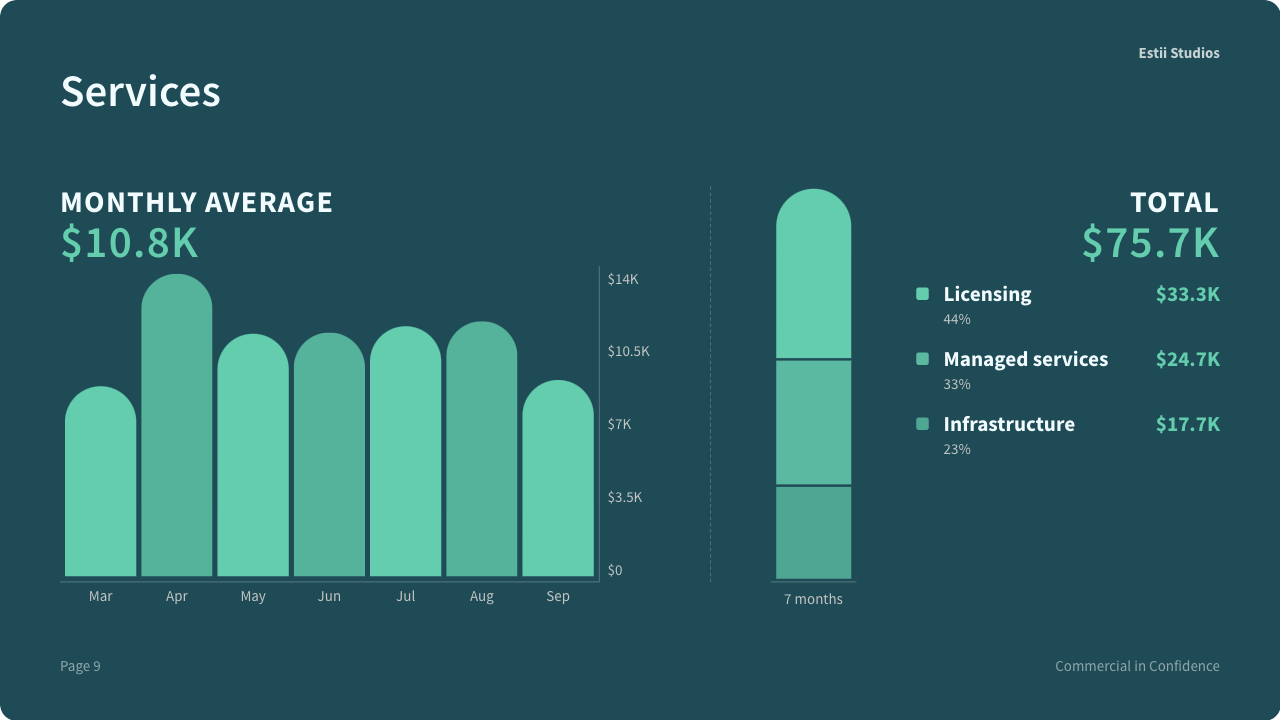 Estii Studios
Services
MONTHLY AVERAGE
$10.8K
$14K
$10.5K
$7K
$3.5K
$0
Mar Apr May Jun Jul Aug Sep
7 months
TOTAL
$75.7K
Licensing $33.3K
44%
Managed services $24.7K
33%
Infrastructure $17.7K
23%
Page 9
Commercial in Confidence